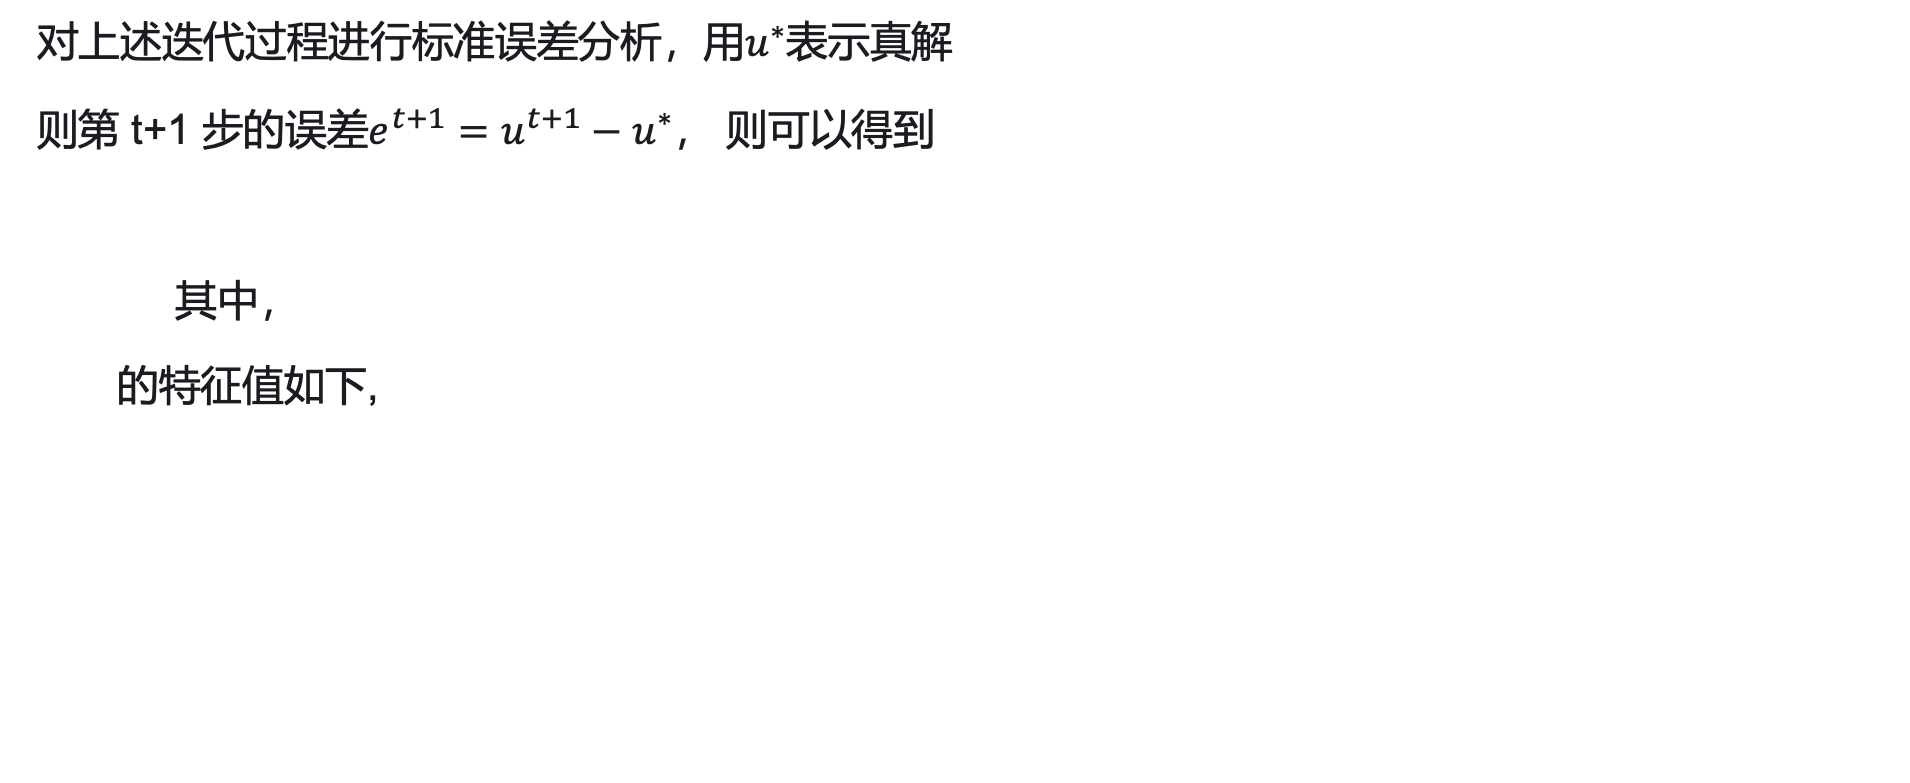 对上述迭代过程进行标准误差分析，用u*表示真解
则第 t+1 步的误差e^{t+1} = u^{t+1} − u*， 则可以得到
其中，
的特征值如下,